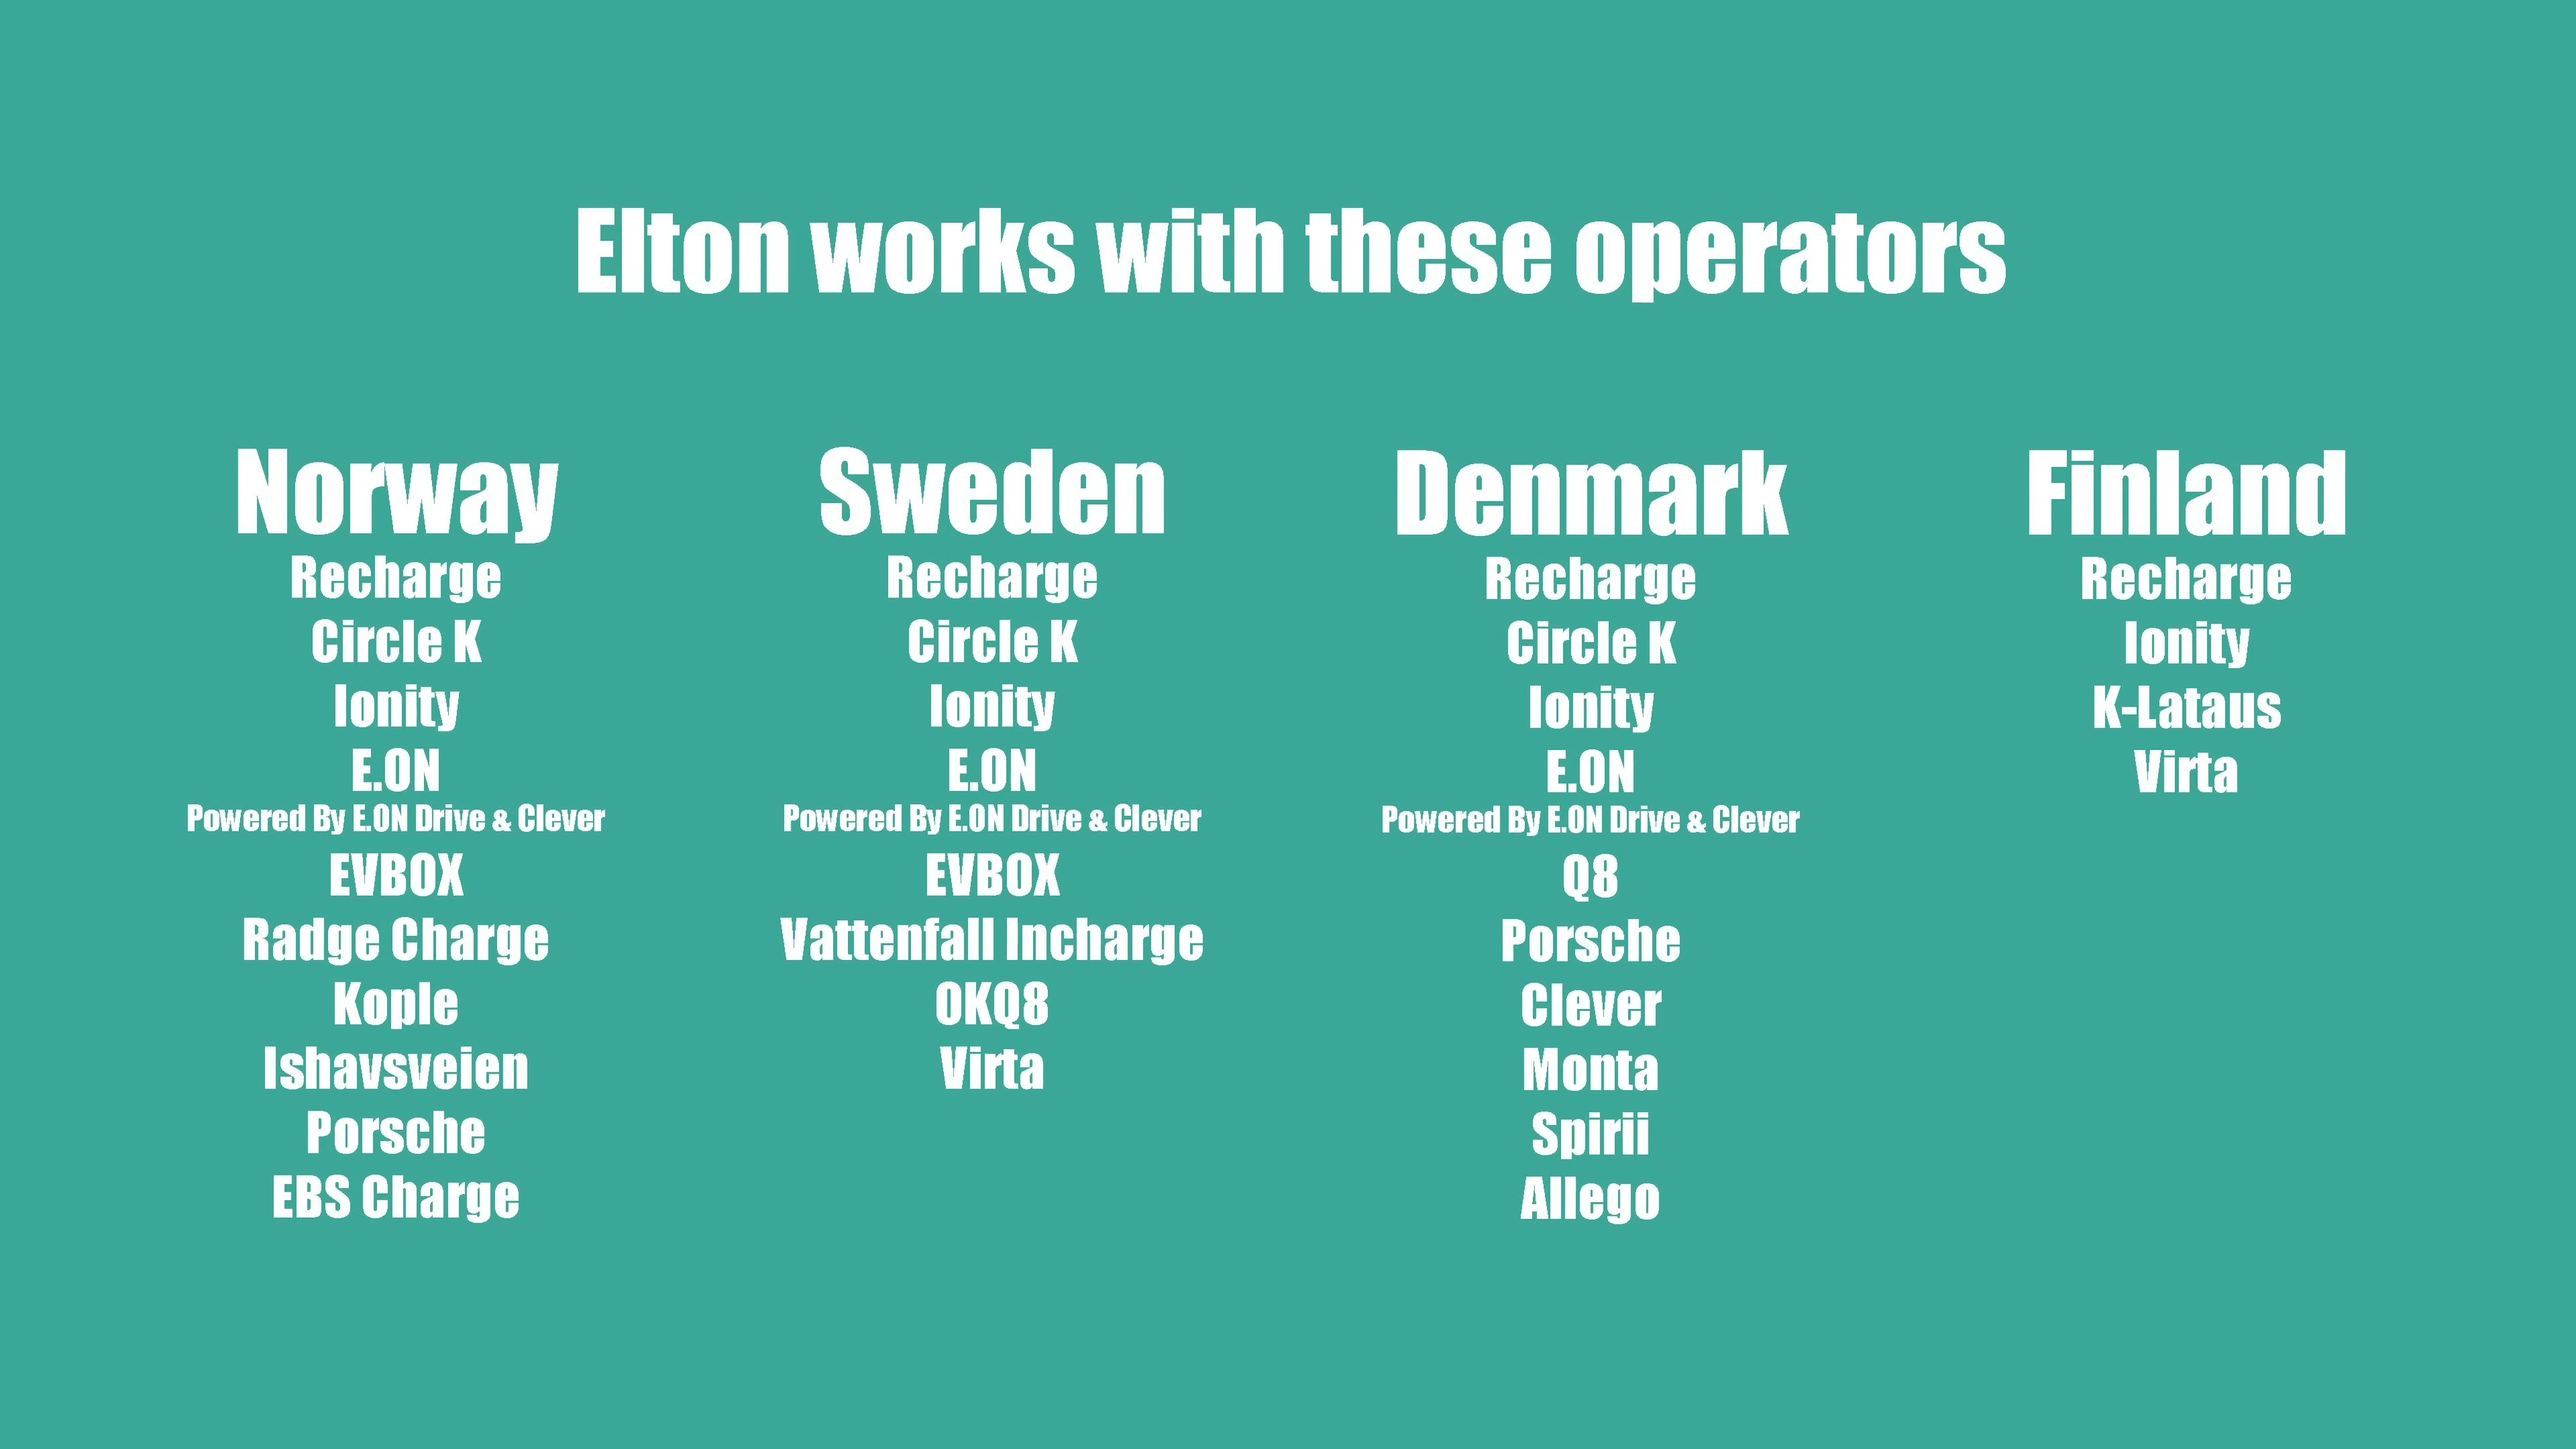 Elton works with these operators
Norway
Recharge
Circle K
Ionity
E.ON
Powered By E.ON Drive & Clever
EVBOX
Radge Charge
Kople
Ishavsveien
Porsche
EBS Charge
Sweden
Recharge
Circle K
Ionity
E.ON
Powered By E.ON Drive & Clever
EVBOX
Vattenfall Incharge
OKQ8
Virta
Denmark
Recharge
Circle K
Ionity
E.ON
Powered By E.ON Drive & Clever
Q8
Porsche
Clever
Monta
Spirii
Allego
Finland
Recharge
Ionity
K-Lataus
Virta